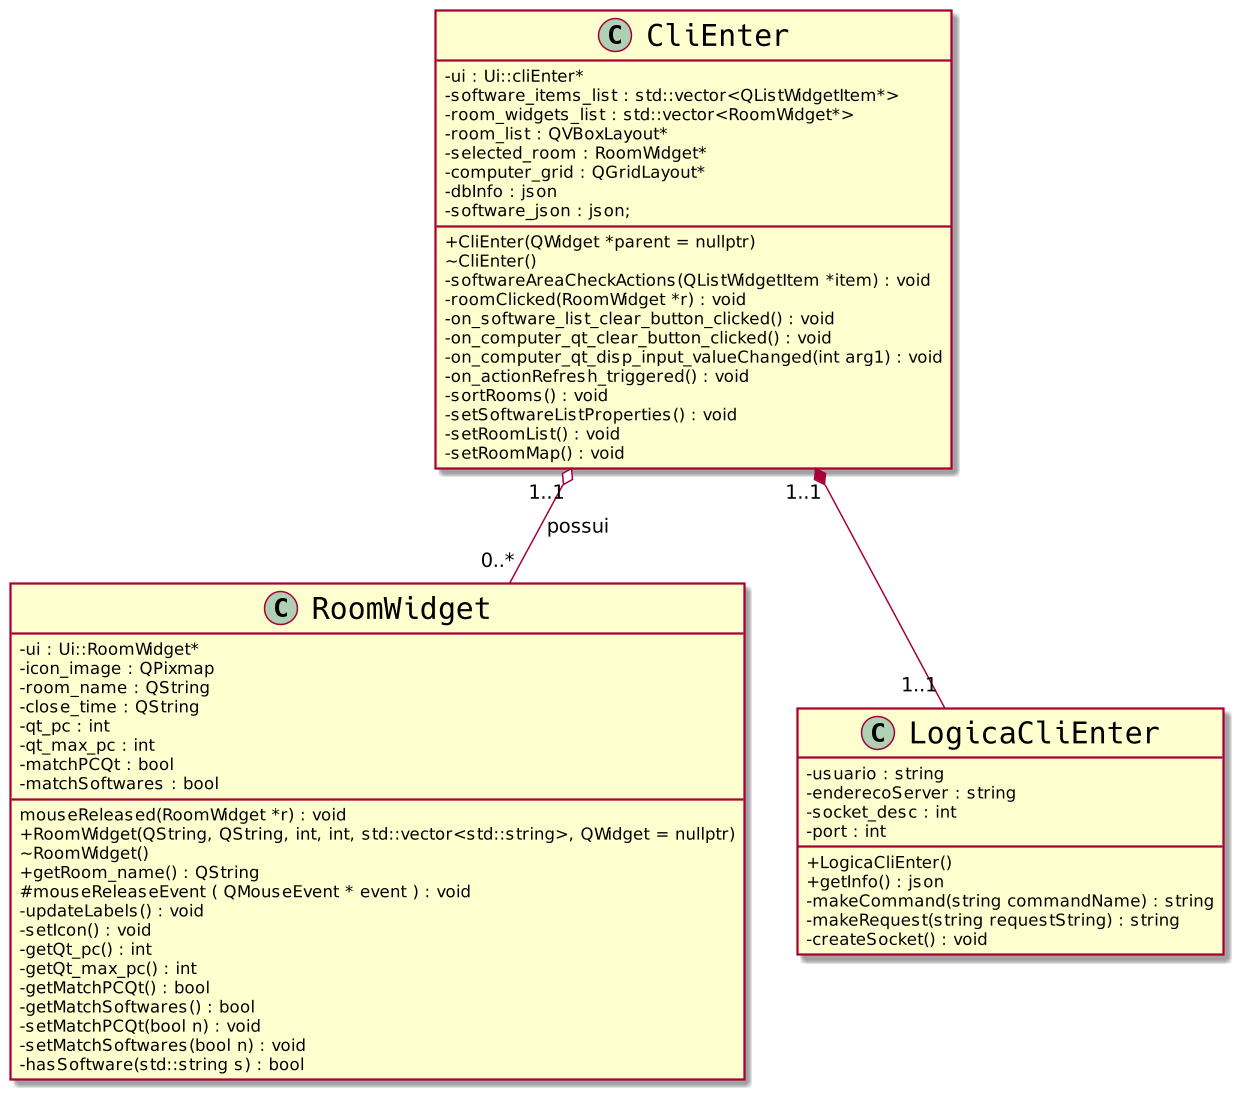 C CliEnter
-ui : Ui::cliEnter*
-software_items_list : std::vector<QListWidgetItem*>
-room_widgets_list : std::vector<RoomWidget*>
-room_list : QVBoxLayout*
-selected_room : RoomWidget*
-computer_grid : QGridLayout*
-dbInfo : json
-software_json : json;
+CliEnter(QWidget *parent = nullptr)
~CliEnter()
-softwareAreaCheckActions(QListWidgetItem *item) : void
-roomClicked(RoomWidget *r) : void
-on_software_list_clear_button_clicked() : void
-on_computer_qt_clear_button_clicked() : void
-on_computer_qt_disp_input_valueChanged(int arg1) : void
-on_actionRefresh_triggered() : void
-sortRooms() : void
-setSoftwareListProperties() : void
-setRoomList() : void
-setRoomMap() : void
1..1
1..1
possui
0..*
1..1
C RoomWidget
-ui : Ui::RoomWidget*
-icon_image : QPixmap
-room_name : QString
-close_time : QString
-qt_pc : int
-qt_max_pc : int
-matchPCQt : bool
-matchSoftwares : bool
mouseReleased(RoomWidget *r) : void
+RoomWidget(QString, QString, int, int, std::vector<std::string>, QWidget = nullptr)
~RoomWidget()
+getRoom_name() : QString
#mouseReleaseEvent ( QMouseEvent * event ) : void
-updateLabels() : void
-setIcon() : void
-getQt_pc() : int
-getQt_max_pc() : int
-getMatchPCQt() : bool
-getMatchSoftwares() : bool
-setMatchPCQt(bool n) : void
-setMatchSoftwares(bool n) : void
-hasSoftware(std::string s) : bool
C LogicaCliEnter
-usuario : string
-enderecoServer : string
-socket_desc : int
-port : int
+LogicaCliEnter()
+getInfo() : json
-makeCommand(string commandName) : string
-makeRequest(string requestString) : string
-createSocket() : void